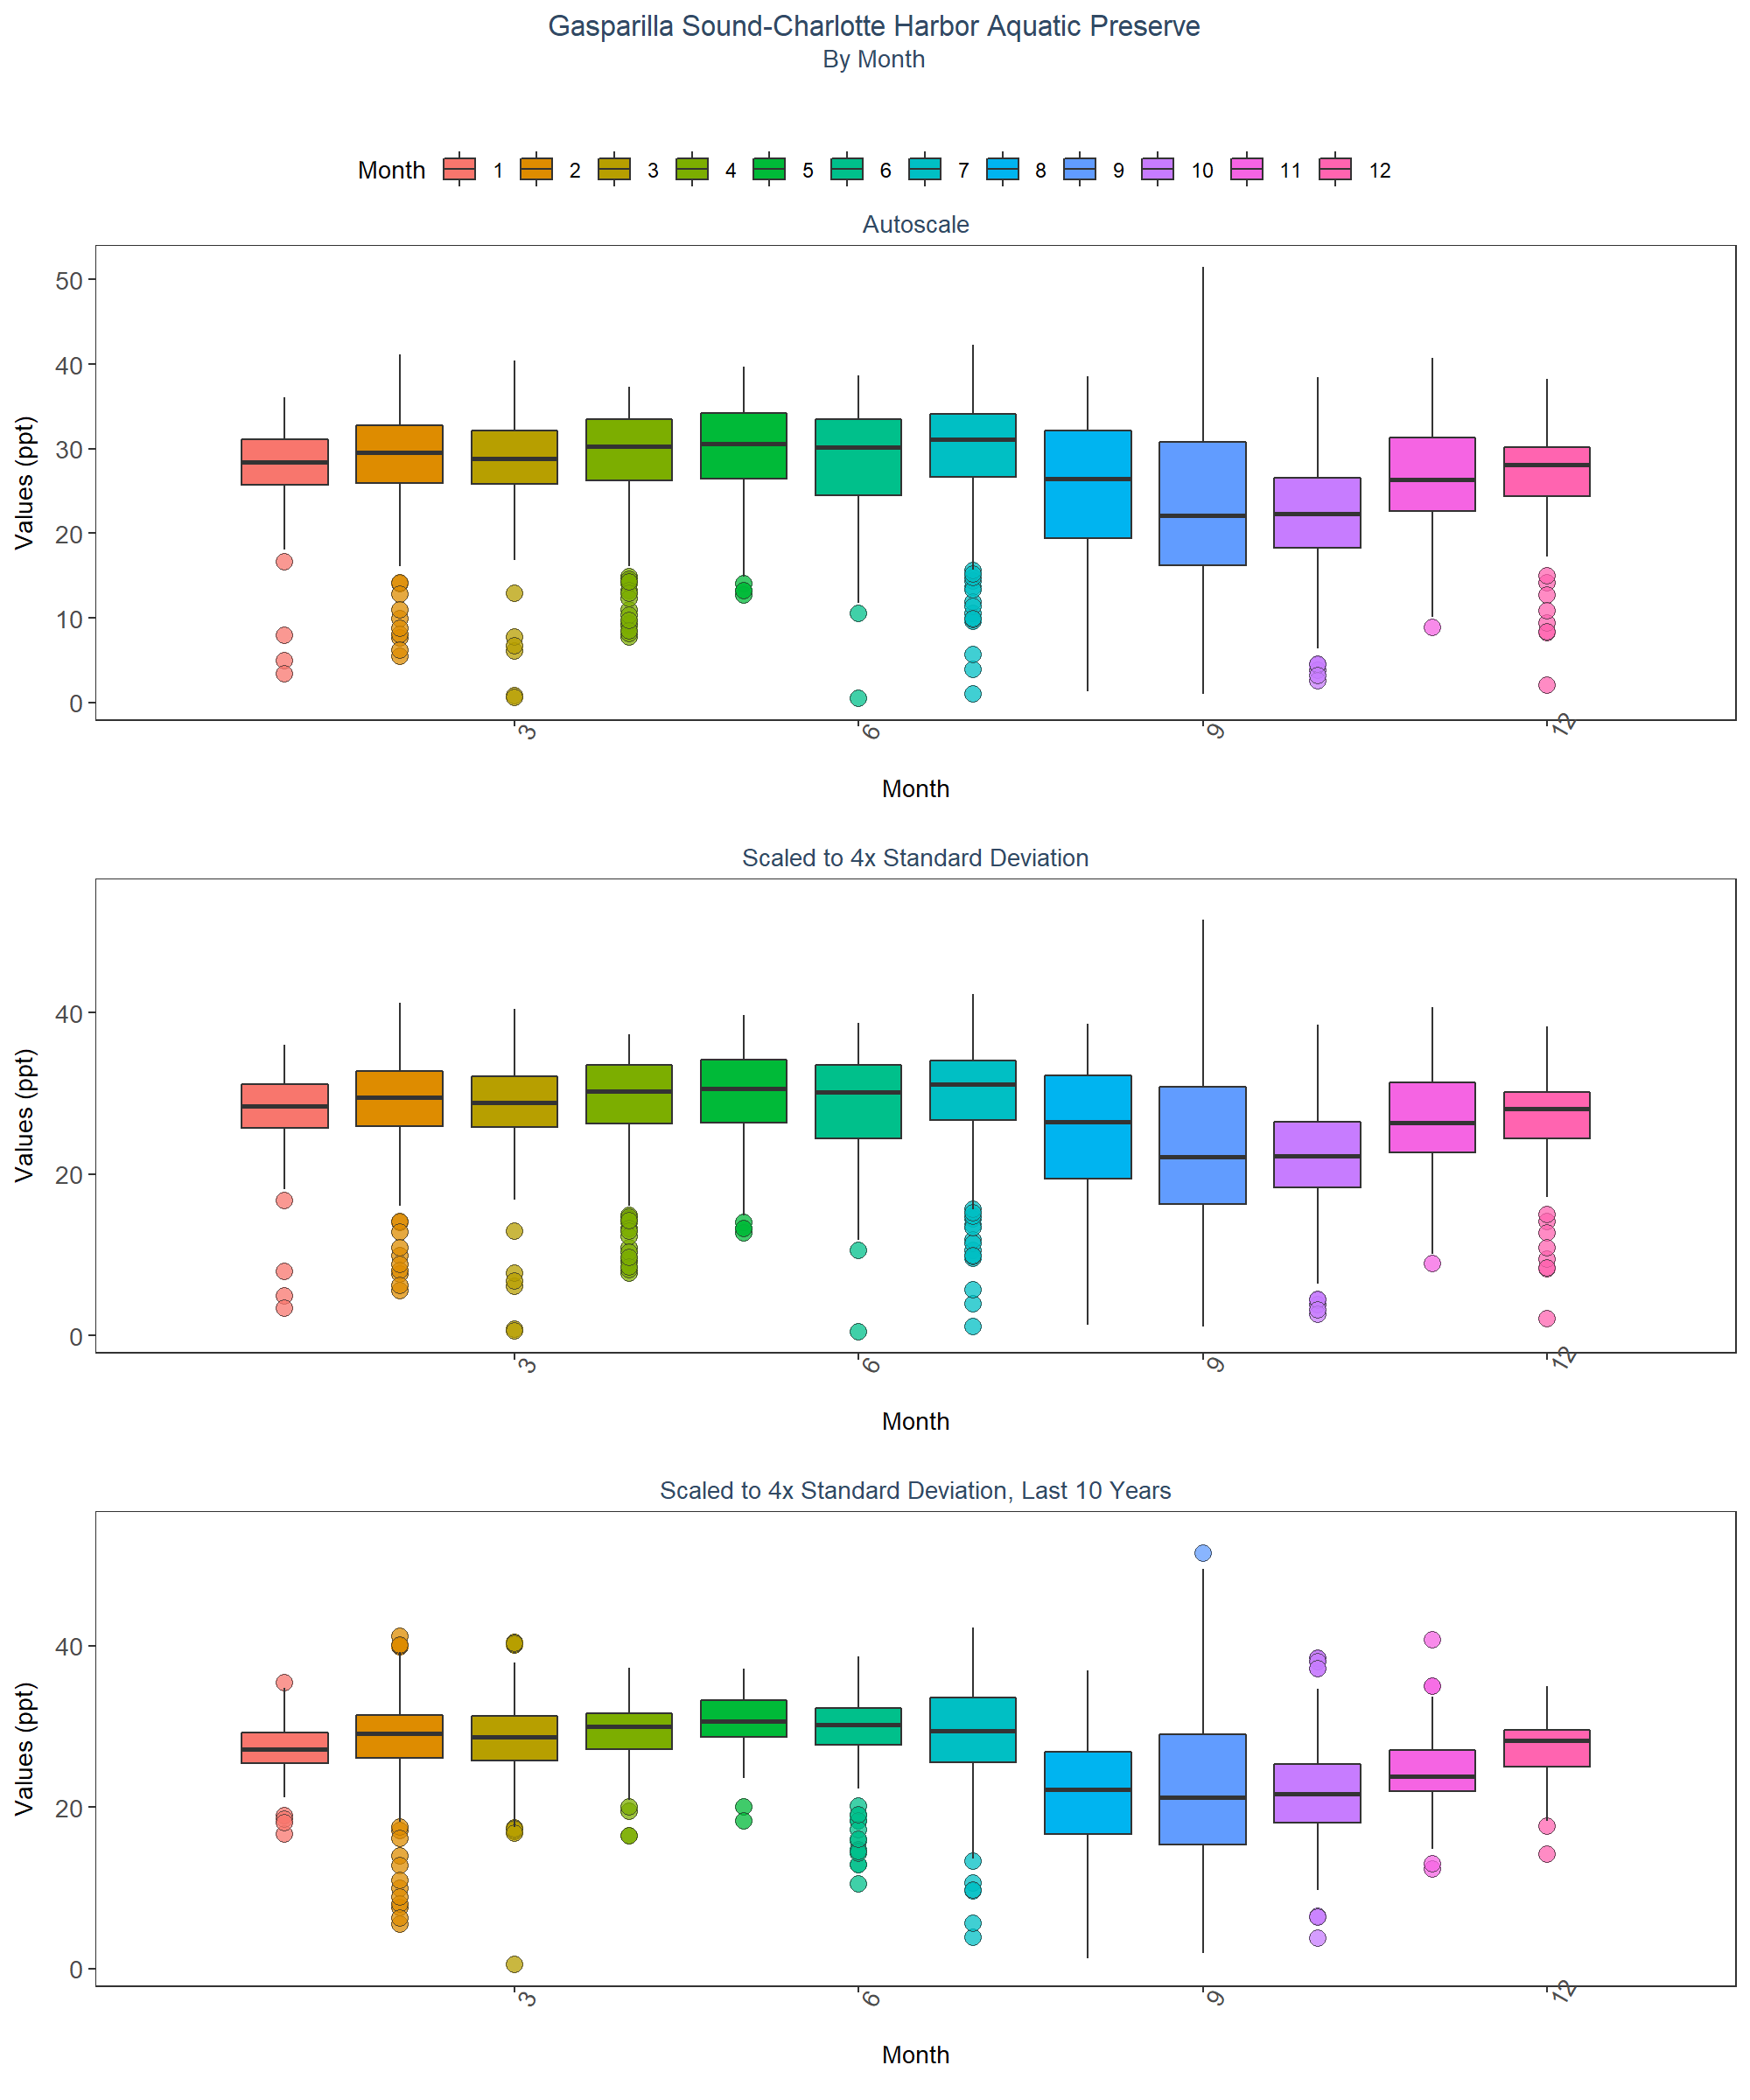 Gasparilla Sound-Charlotte Harbor Aquatic Preserve
By Month
Month 1 2 3 4 5 6 7 8 9 10 11 12
Autoscale
Values (ppt)
50
40
30
20
10
0
3 6 9 12
Month
Scaled to 4x Standard Deviation
Values (ppt)
40
20
0
3 6 9 12
Month
Scaled to 4x Standard Deviation, Last 10 Years
Values (ppt)
40
20
0
3 6 9 12
Month